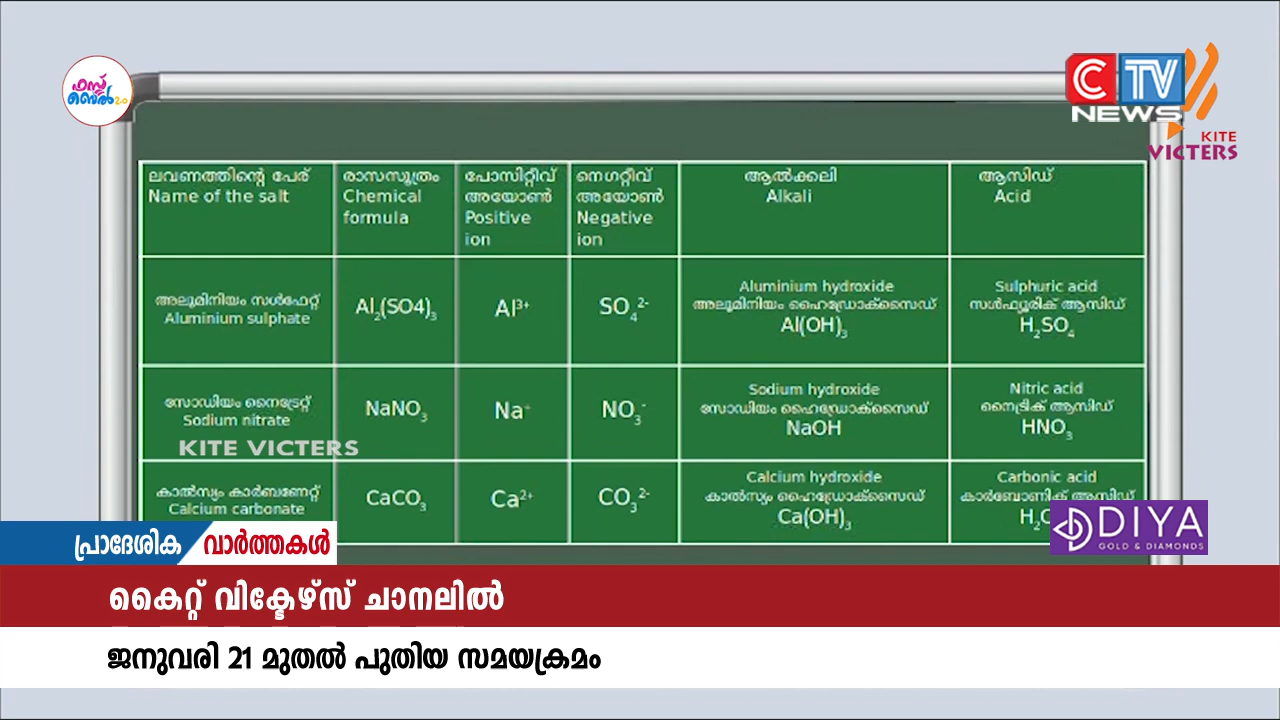 ഫസ്റ്റ്
ബെൽ 2.0
CTV
NEWS
KITE
VICTERS
ലവണത്തിന്റെ പേര്
Name of the salt
രാസസൂത്രം
Chemical
formula
പോസിറ്റീവ്
അയോൺ
Positive
ion
നെഗറ്റീവ്
അയോൺ
Negative
ion
ആൽക്കലി
Alkali
ആസിഡ്
Acid
അലൂമിനിയം സൾഫേറ്റ്
Aluminium sulphate
Al₂(SO4)₃
Al³⁺
SO₄²⁻
Aluminium hydroxide
അലൂമിനിയം ഹൈഡ്രോക്സൈഡ്
Al(OH)₃
Sulphuric acid
സൾഫ്യൂരിക് ആസിഡ്
H₂SO₄
സോഡിയം നൈട്രേറ്റ്
Sodium nitrate
NaNO₃
Na⁺
NO₃⁻
Sodium hydroxide
സോഡിയം ഹൈഡ്രോക്സൈഡ്
NaOH
Nitric acid
നൈട്രിക് ആസിഡ്
HNO₃
KITE VICTERS
കാൽസ്യം കാർബണേറ്റ്
Calcium carbonate
CaCO₃
Ca²⁺
CO₃²⁻
Calcium hydroxide
കാൽസ്യം ഹൈഡ്രോക്സൈഡ്
Ca(OH)₃
Carbonic acid
കാർബോണിക് ആസിഡ്
DIYA
GOLD & DIAMONDS
പ്രാദേശിക വാർത്തകൾ
കൈറ്റ് വിക്ടേഴ്സ് ചാനലിൽ
ജനുവരി 21 മുതൽ പുതിയ സമയക്രമം